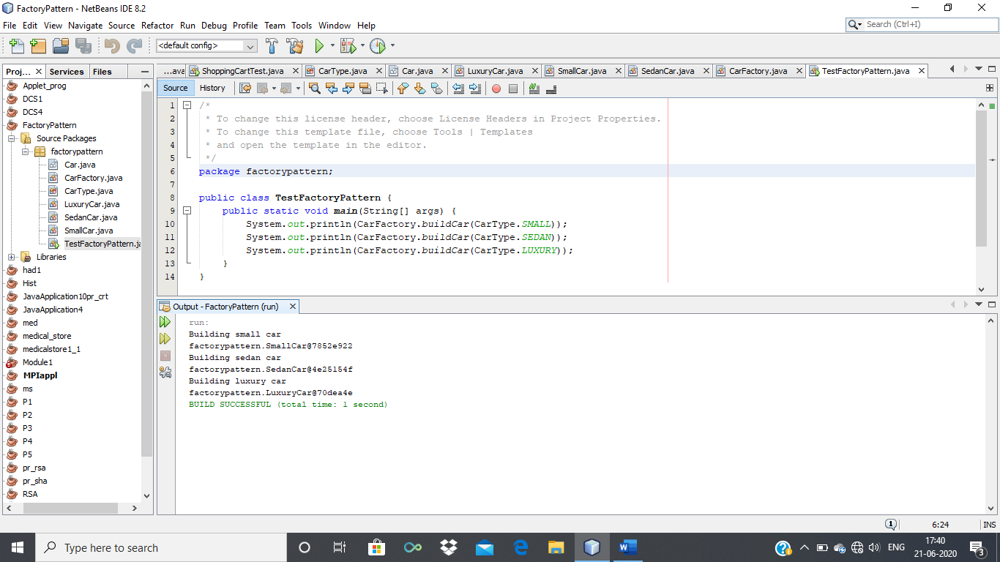 FactoryPattern - NetBeans IDE 8.2
File Edit View Navigate Source Refactor Run Debug Profile Team Tools Window Help
Search (Ctrl+I)
<default config>
Proj... Services Files
...ava ShoppingCartTest.java CarType.java Car.java LuxuryCar.java SmallCar.java SedanCar.java CarFactory.java TestFactoryPattern.java
Source History
Applet_prog
DCS1
DCS4
FactoryPattern
Source Packages
factorypattern
Car.java
CarFactory.java
CarType.java
LuxuryCar.java
SedanCar.java
SmallCar.java
TestFactoryPattern.ja
Libraries
had1
Hist
JavaApplication10pr_crt
JavaApplication4
med
medical_store
medicalstore1_1
Module1
MPIappl
ms
P1
P2
P3
P4
P5
pr_rsa
pr_sha
RSA
1 /*
2 * To change this license header, choose License Headers in Project Properties.
3 * To change this template file, choose Tools | Templates
4 * and open the template in the editor.
5 */
6 package factorypattern;
7
8 public class TestFactoryPattern {
9 public static void main(String[] args) {
10 System.out.println(CarFactory.buildCar(CarType.SMALL));
11 System.out.println(CarFactory.buildCar(CarType.SEDAN));
12 System.out.println(CarFactory.buildCar(CarType.LUXURY));
13 }
14 }
Output - FactoryPattern (run)
run:
Building small car
factorypattern.SmallCar@7852e922
Building sedan car
factorypattern.SedanCar@4e25154f
Building luxury car
factorypattern.LuxuryCar@70dea4e
BUILD SUCCESSFUL (total time: 1 second)
1 6:24 INS
Type here to search
ENG
17:40
21-06-2020
3